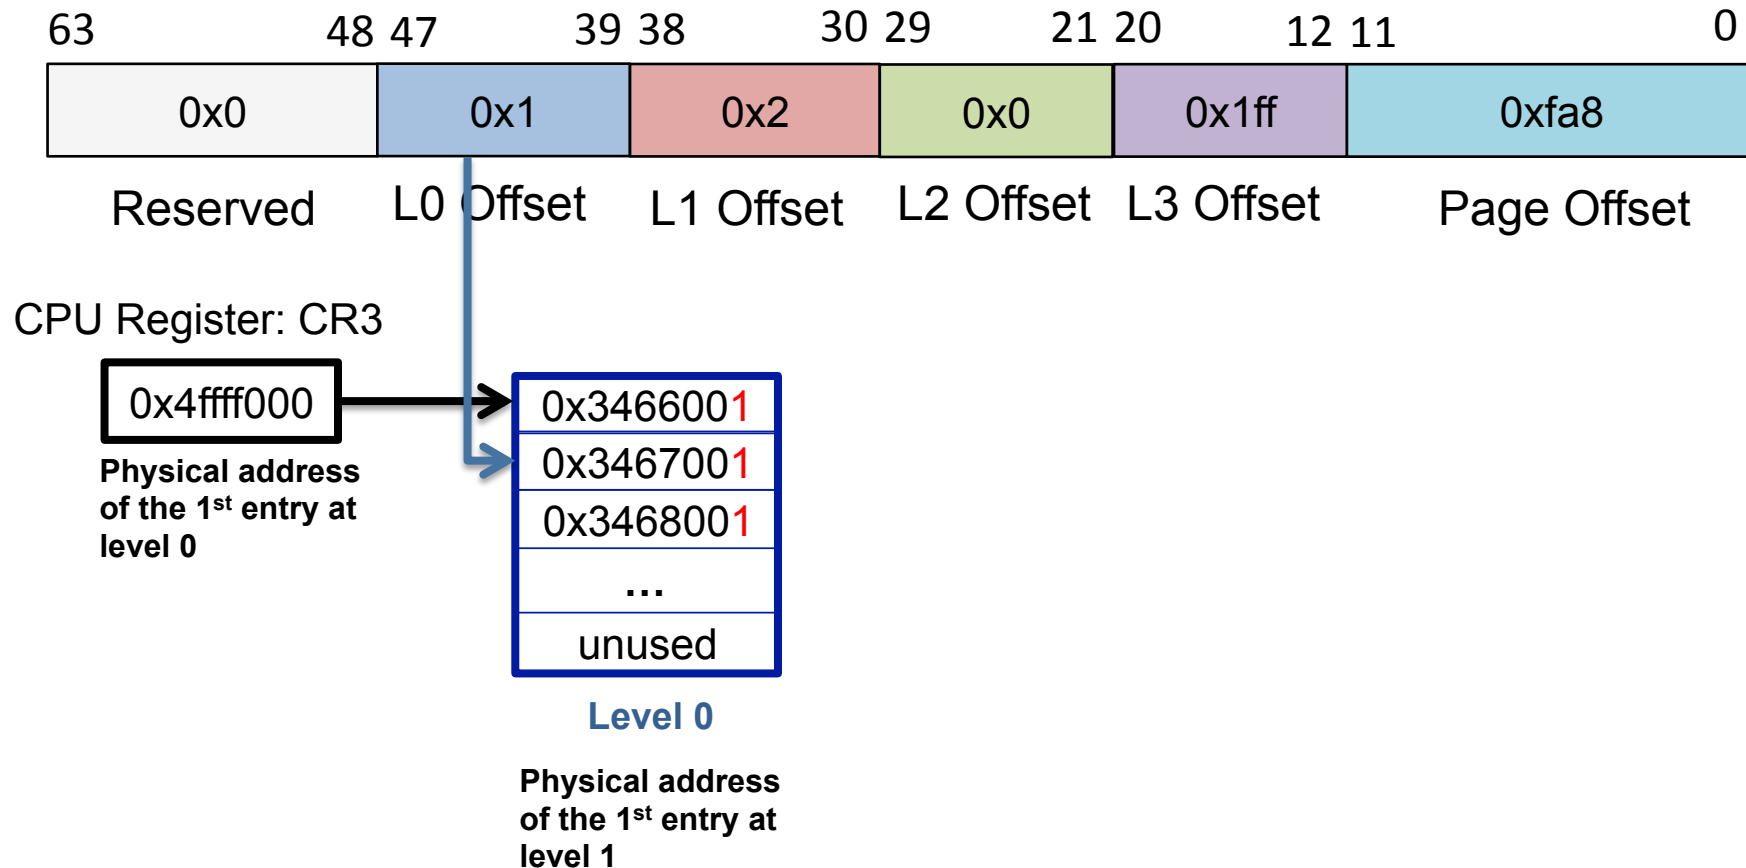 63 48 47 39 38 30 29 21 20 12 11 0
0x0 0x1 0x2 0x0 0x1ff 0xfa8
Reserved L0 Offset L1 Offset L2 Offset L3 Offset Page Offset
CPU Register: CR3
0x4ffff000
Physical address
of the 1st entry at
level 0
0x3466001
0x3467001
0x3468001
...
unused
Level 0
Physical address
of the 1st entry at
level 1